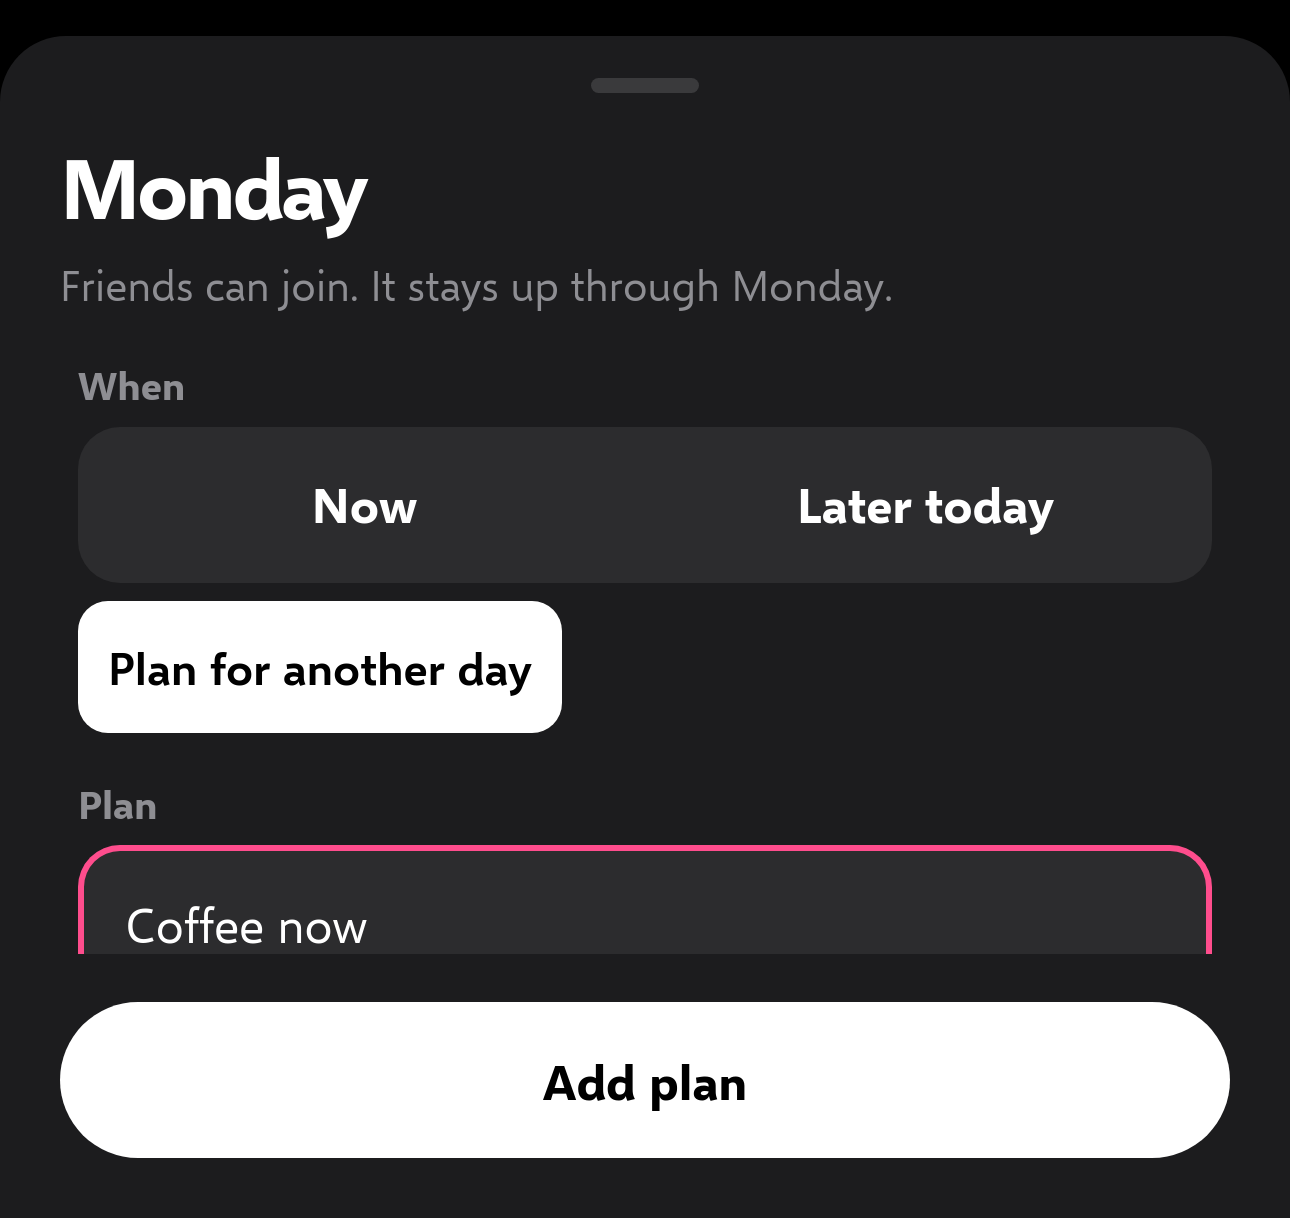 Monday
Friends can join. It stays up through Monday.
When
Now
Later today
Plan for another day
Plan
Coffee now
Add plan